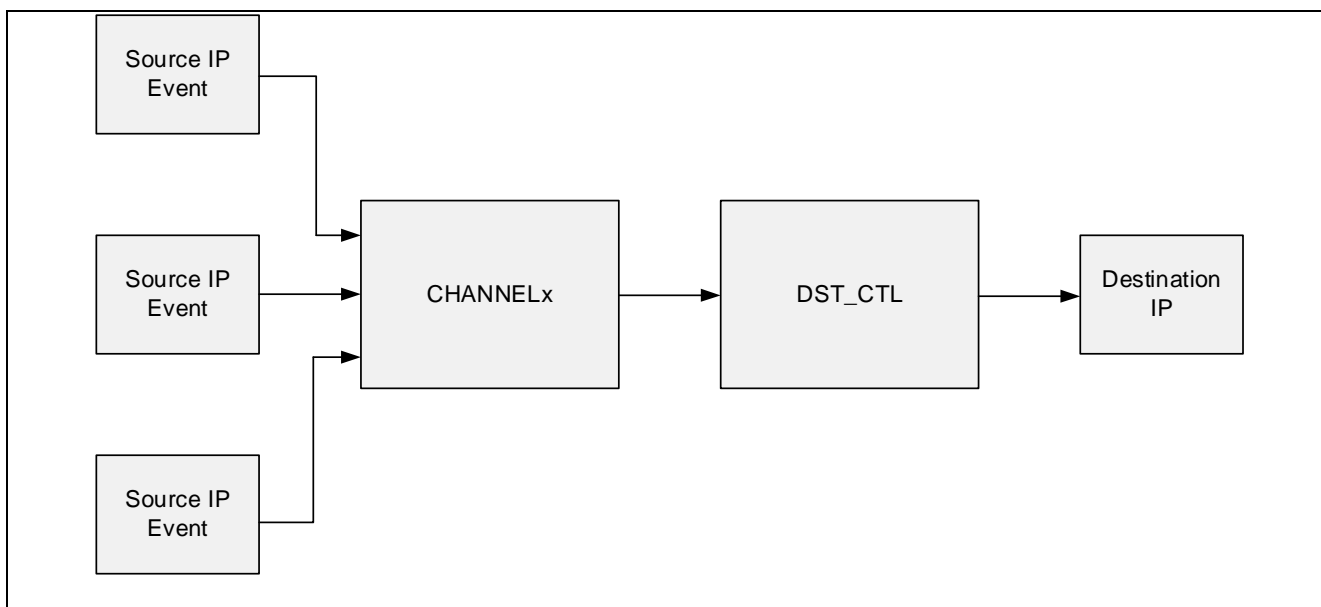 Source IP
Event
Source IP
Event
CHANNELx
DST_CTL
Destination
IP
Source IP
Event